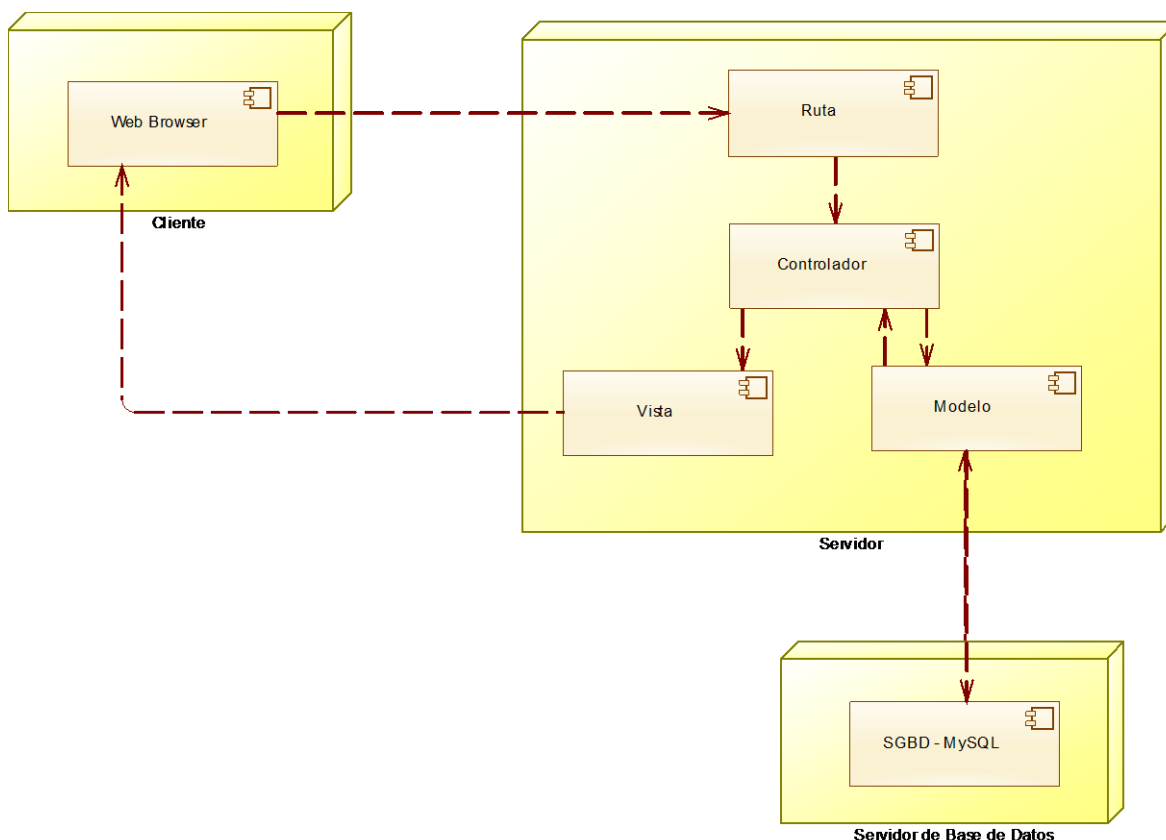 Web Browser
Cliente
Ruta
Controlador
Vista
Modelo
Servidor
SGBD - MySQL
Servidor de Base de Datos